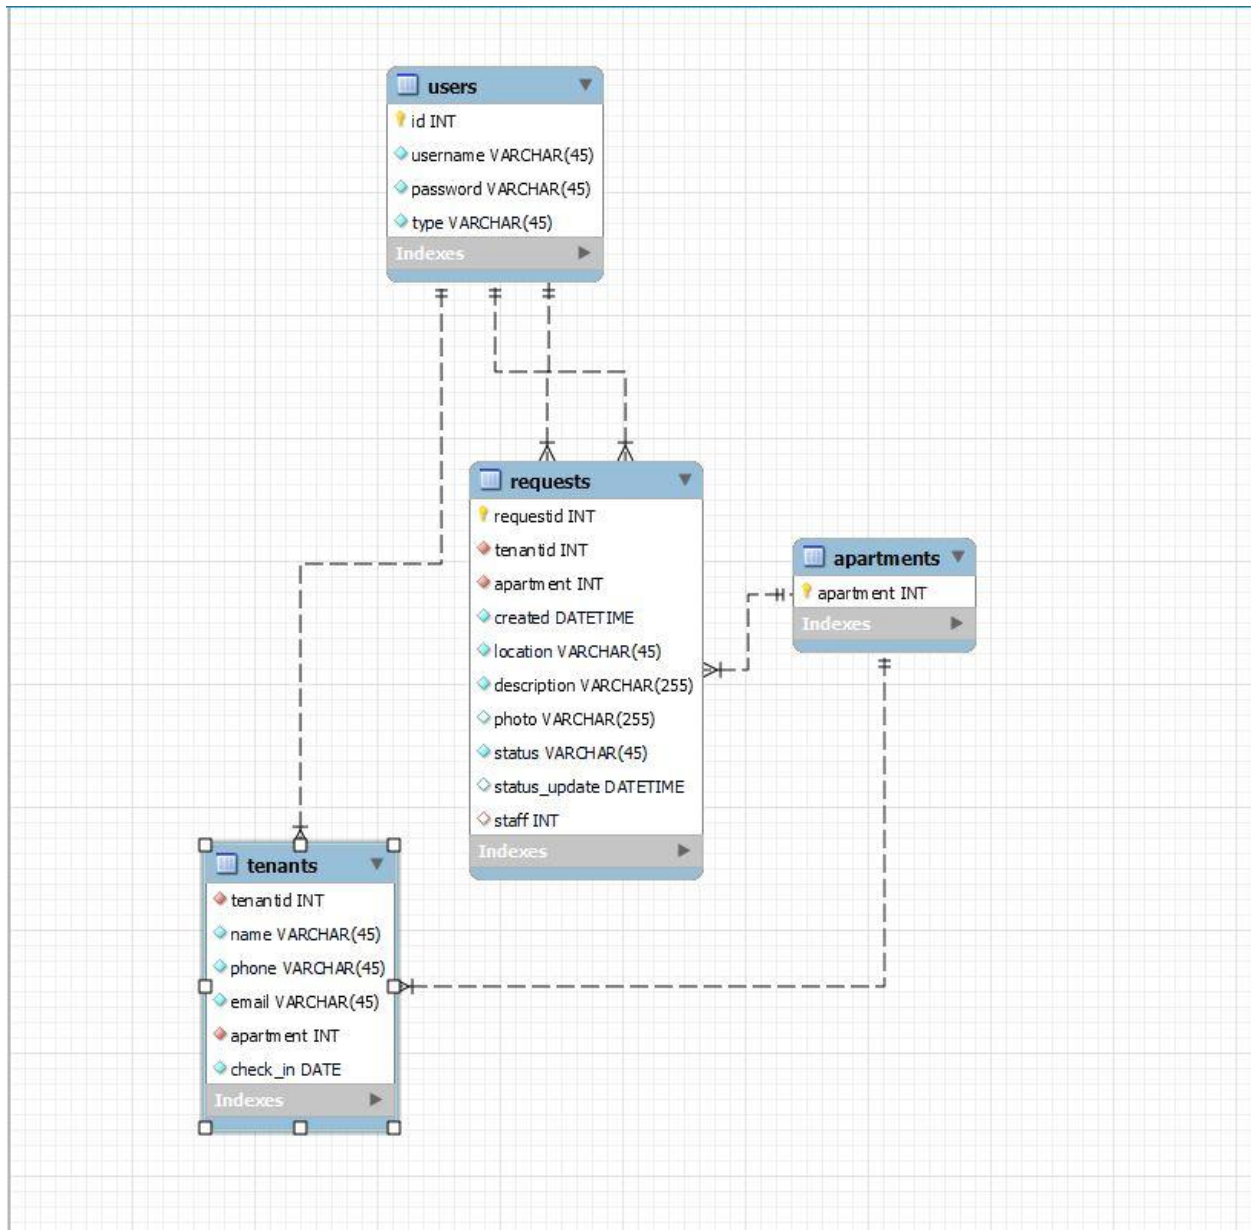 users
id INT
username VARCHAR(45)
password VARCHAR(45)
type VARCHAR(45)
Indexes
requests
requestid INT
tenantid INT
apartment INT
created DATETIME
location VARCHAR(45)
description VARCHAR(255)
photo VARCHAR(255)
status VARCHAR(45)
status_update DATETIME
staff INT
Indexes
apartments
apartment INT
Indexes
tenants
tenantid INT
name VARCHAR(45)
phone VARCHAR(45)
email VARCHAR(45)
apartment INT
check_in DATE
Indexes